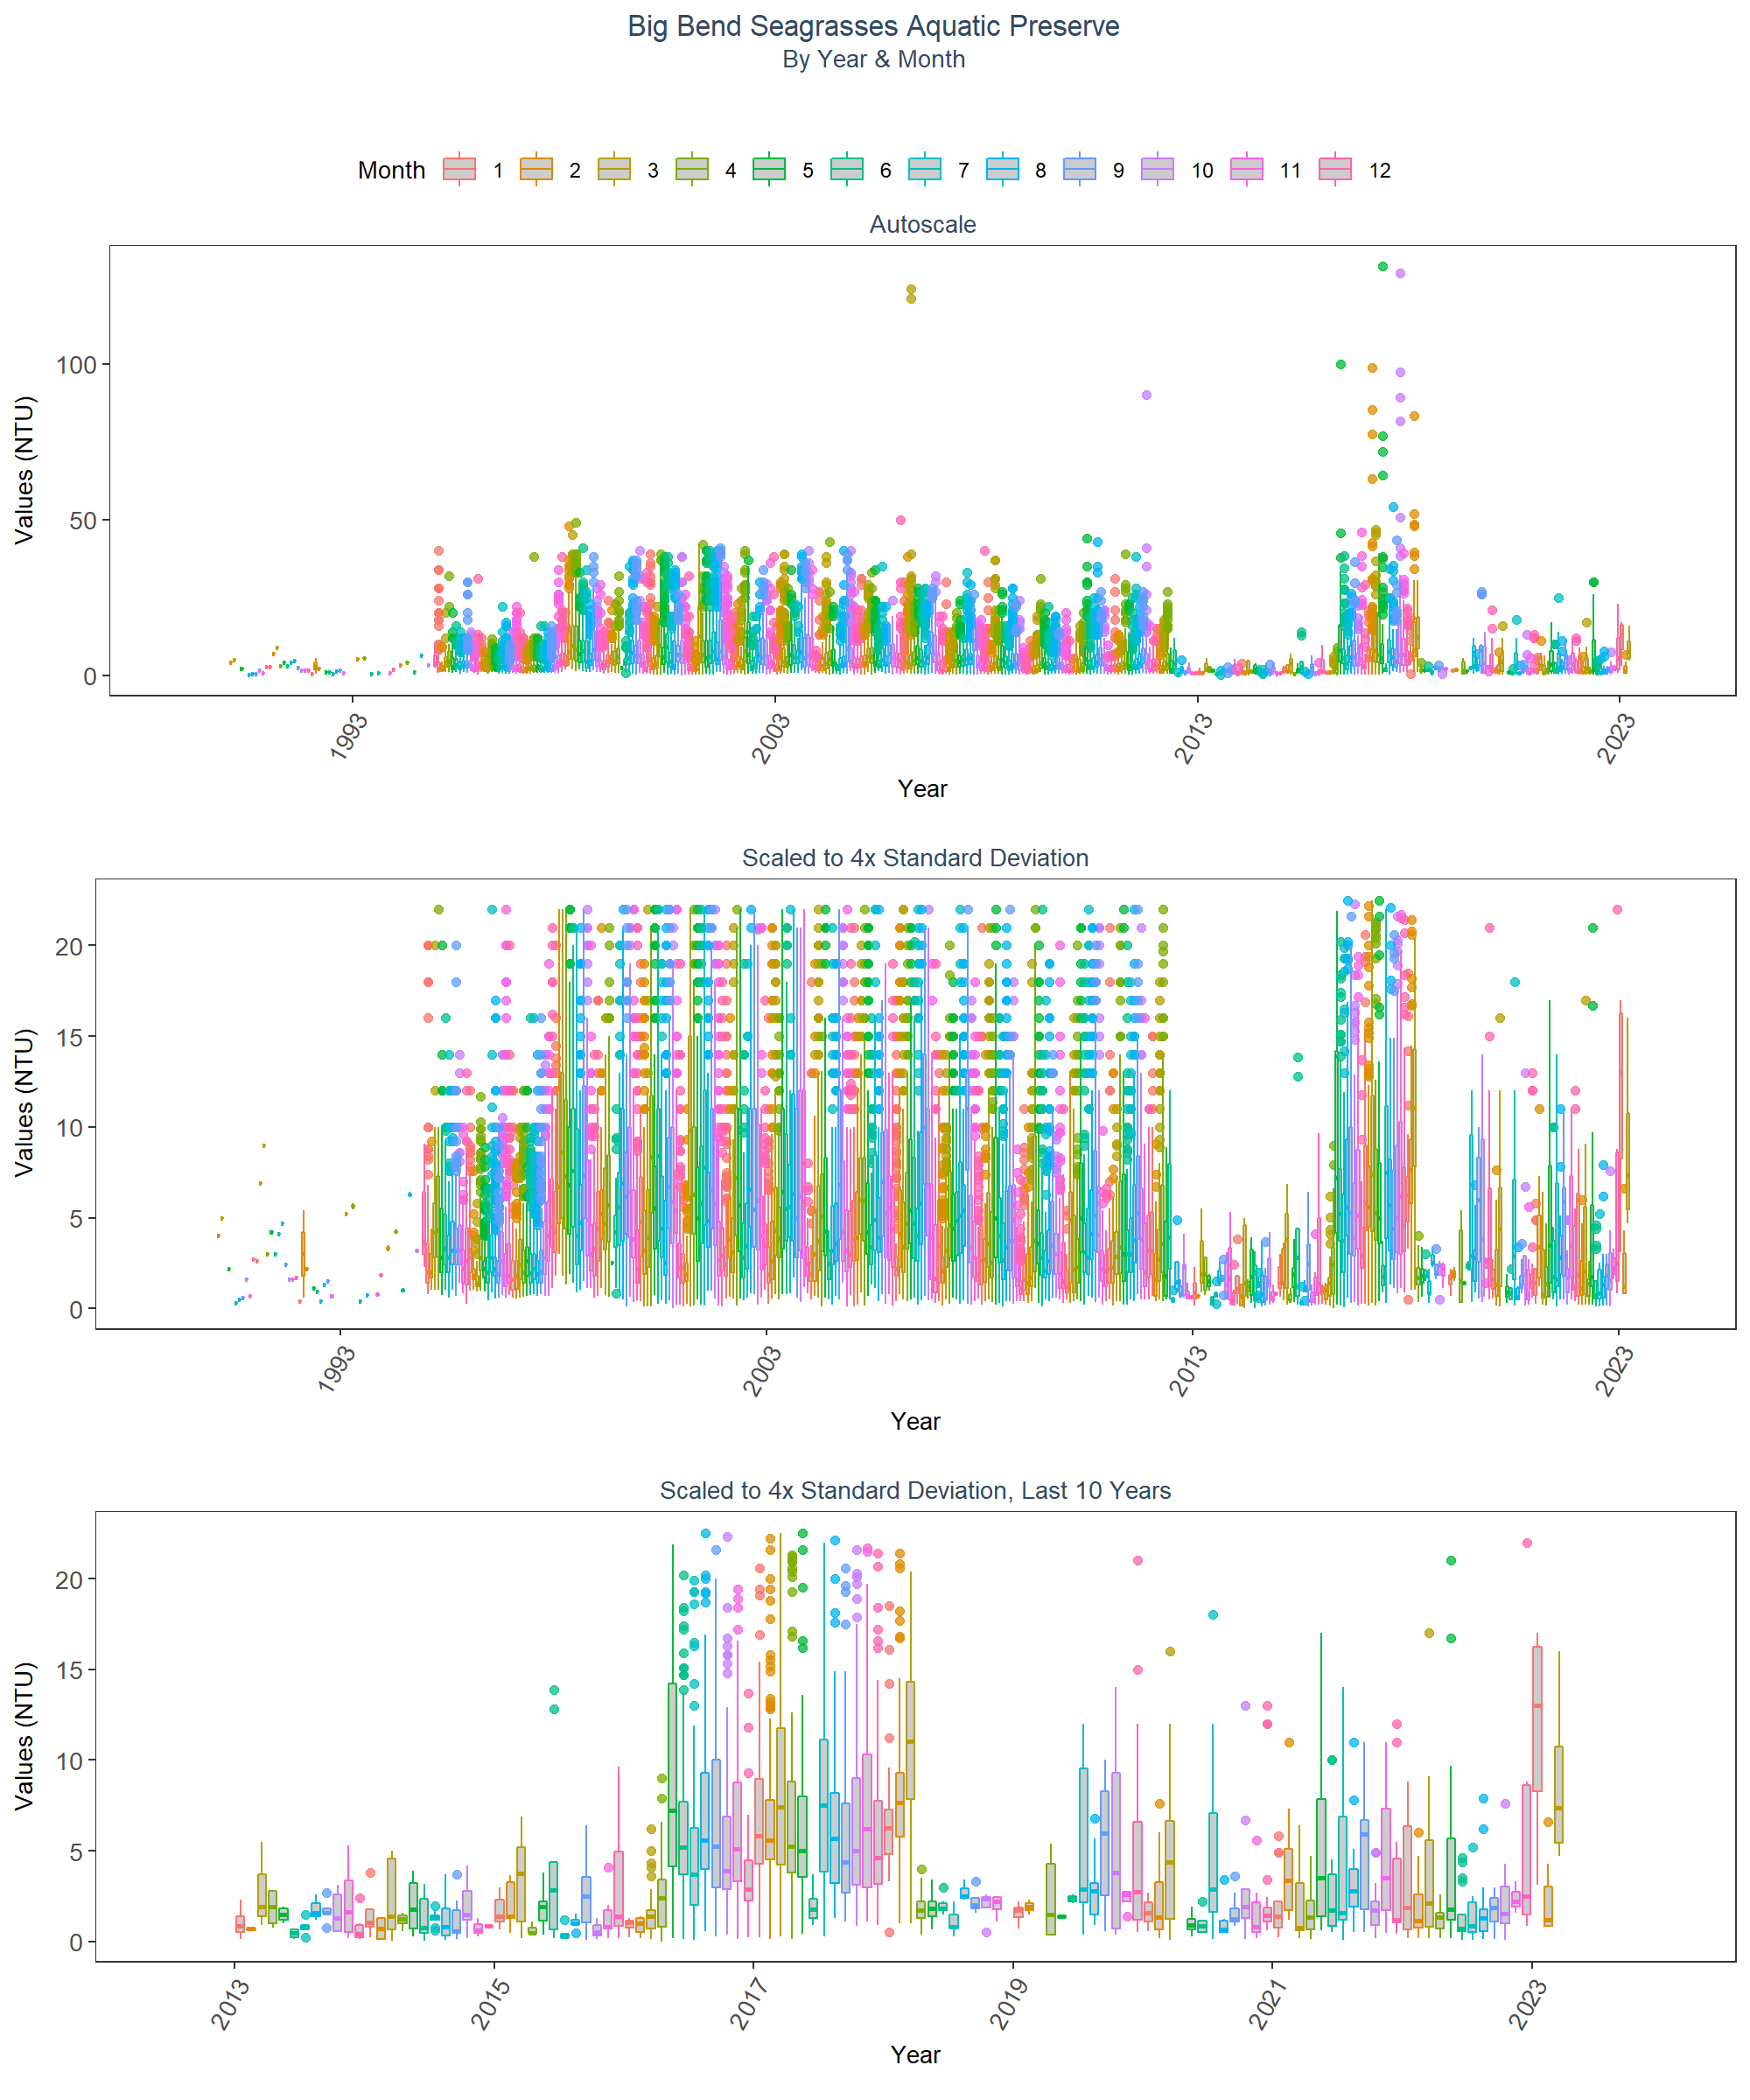 Big Bend Seagrasses Aquatic Preserve
By Year & Month
Month 1 2 3 4 5 6 7 8 9 10 11 12
Autoscale
Values (NTU)
100
50
0
1993 2003 2013 2023
Year
Scaled to 4x Standard Deviation
Values (NTU)
20
15
10
5
0
1993 2003 2013 2023
Year
Scaled to 4x Standard Deviation, Last 10 Years
Values (NTU)
20
15
10
5
0
2013 2015 2017 2019 2021 2023
Year